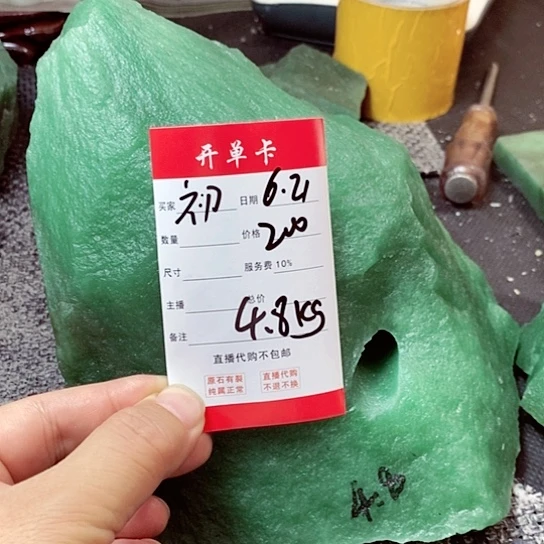 开单卡
买家 初 日期 6.21
数量 价格 200
尺寸 服务费 10%
主播 总价
备注 4.8KG
直播代购不包邮
原石有裂 直播代购
纯属正常 不退不换
4.8